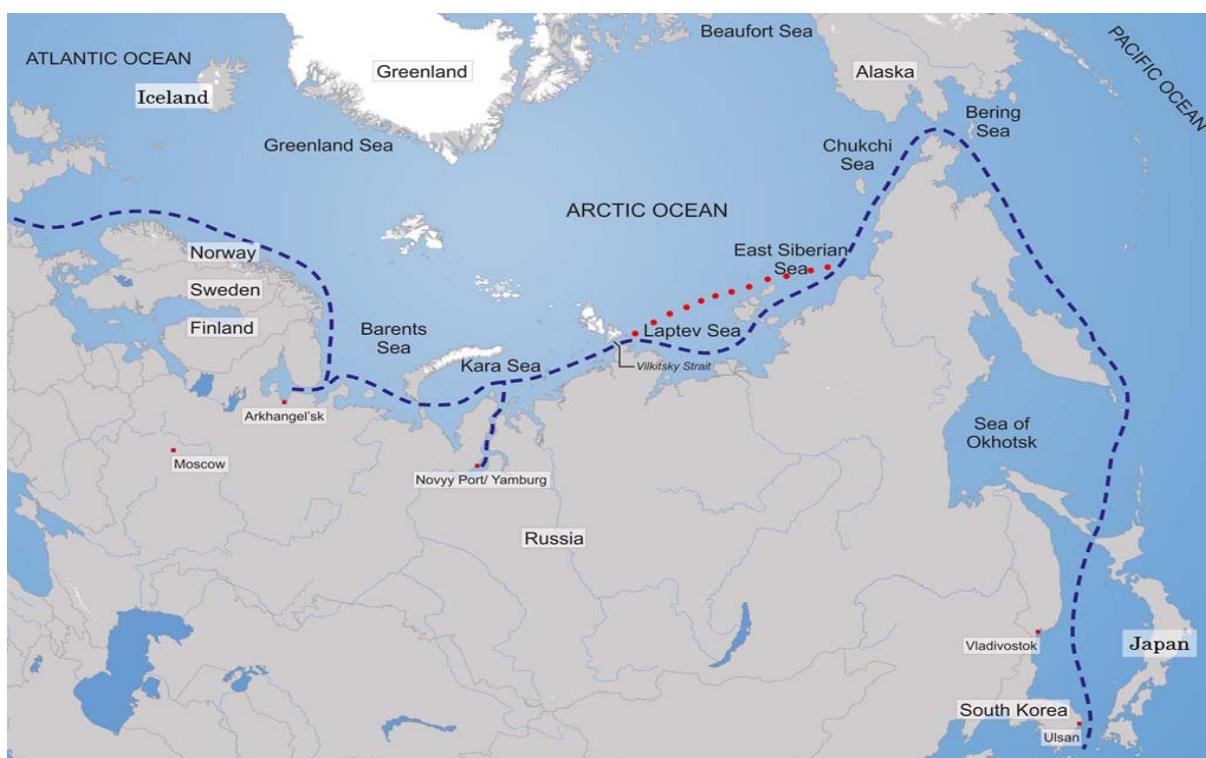 Beaufort Sea
PACIFIC OCEAN
ATLANTIC OCEAN
Greenland
Alaska
Iceland
Bering
Sea
Greenland Sea
Chukchi
Sea
ARCTIC OCEAN
Norway
East Siberian
Sea
Sweden
Finland
Barents
Sea
Laptev Sea
Kara Sea
Vilkitsky Strait
Arkhangel'sk
Sea of
Okhotsk
Moscow
Novyy Port/ Yamburg
Russia
Vladivostok
Japan
South Korea
Ulsan